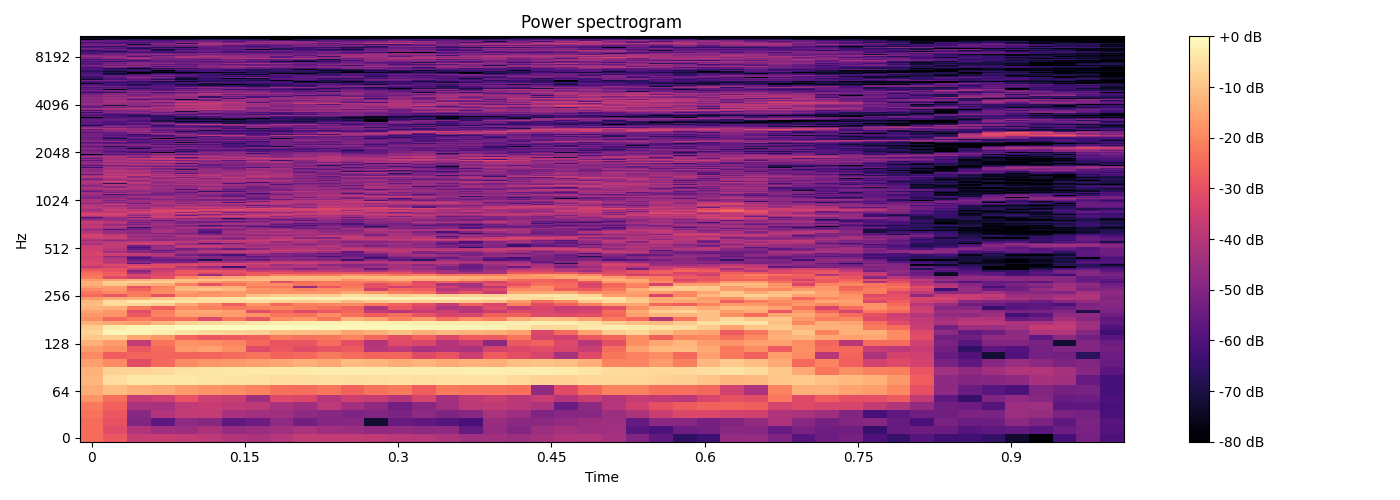 Power spectrogram
Hz
8192
4096
2048
1024
512
256
128
64
0
0 0.15 0.3 0.45 0.6 0.75 0.9
Time
+0 dB
-10 dB
-20 dB
-30 dB
-40 dB
-50 dB
-60 dB
-70 dB
-80 dB